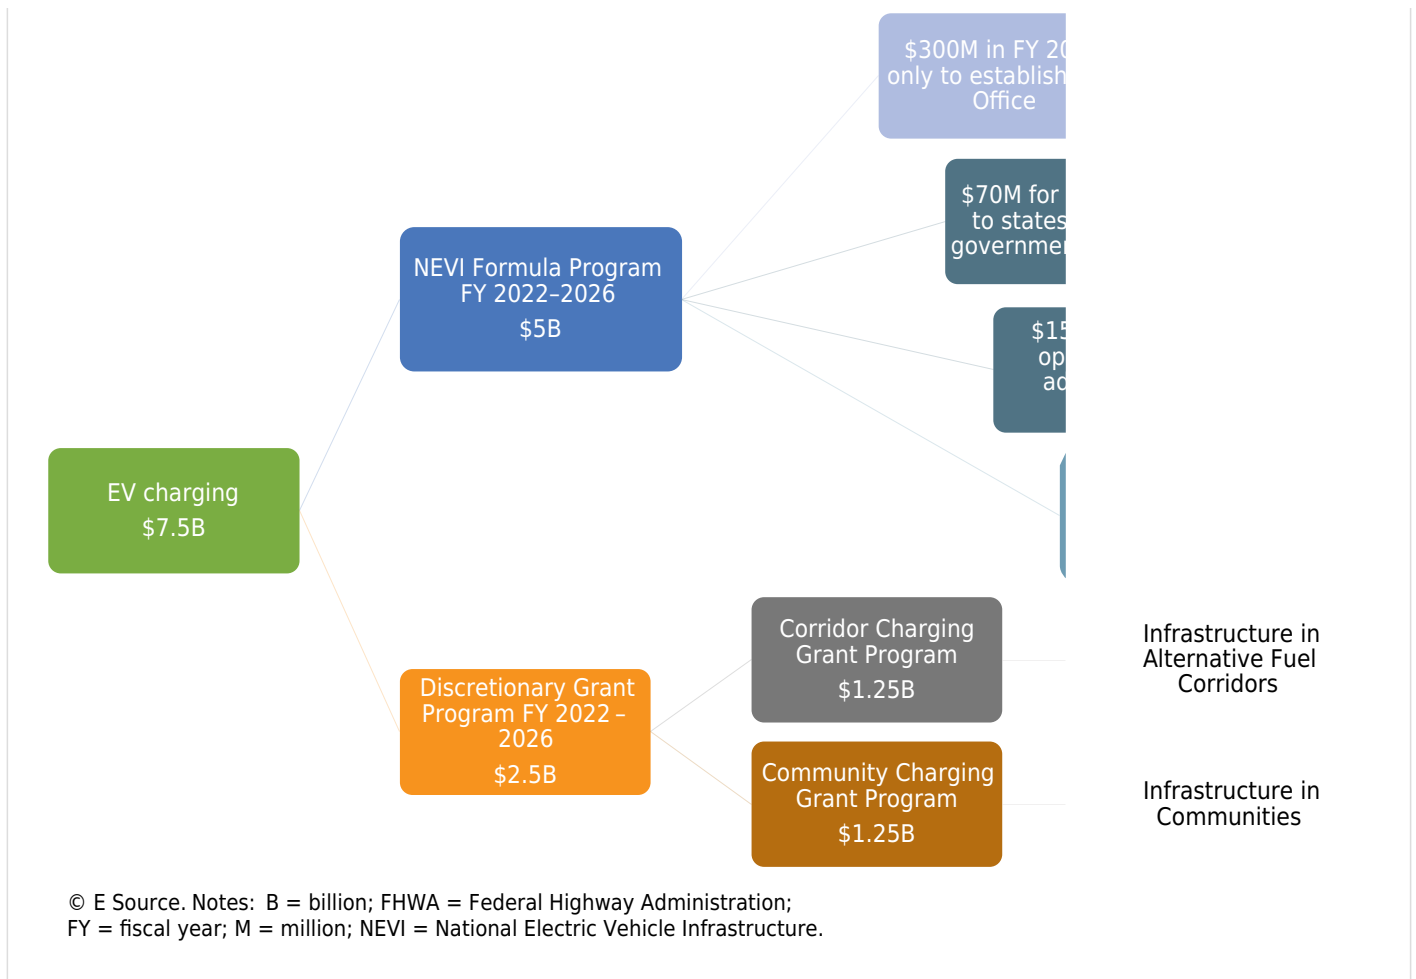 $300M in FY
only to establish
Office
$70M for
to states
NEVI Formula Program
FY 2022–2026
$5B
EV charging
$7.5B
Discretionary Grant
Program FY 2022 –
2026
$2.5B
Corridor Charging
Grant Program
$1.25B
Infrastructure in
Alternative Fuel
Corridors
Community Charging
Grant Program
$1.25B
Infrastructure in
Communities
© E Source. Notes: B = billion; FHWA = Federal Highway Administration;
FY = fiscal year; M = million; NEVI = National Electric Vehicle Infrastructure.